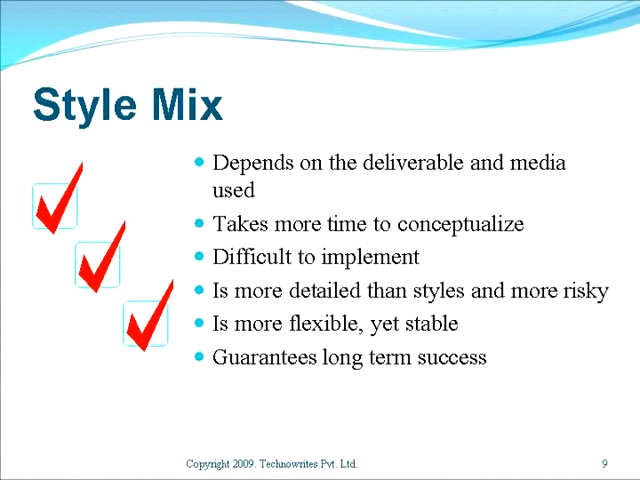 Style Mix
Depends on the deliverable and media
used
Takes more time to conceptualize
Difficult to implement
Is more detailed than styles and more risky
Is more flexible, yet stable
Guarantees long term success
Copyright 2009. Technowrites Pvt. Ltd.
9